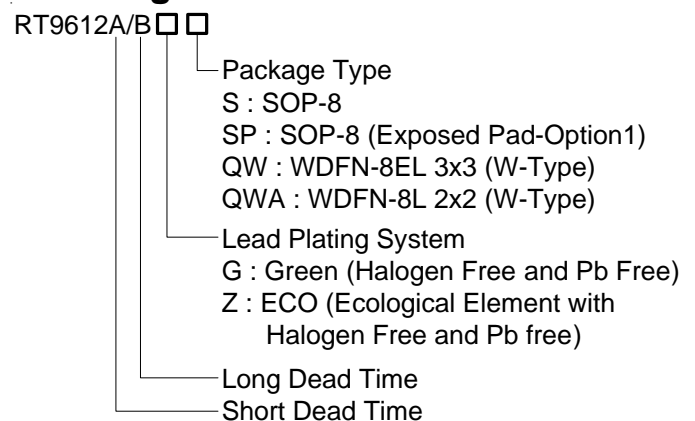 RT9612A/B
Package Type
S : SOP-8
SP : SOP-8 (Exposed Pad-Option1)
QW : WDFN-8EL 3x3 (W-Type)
QWA : WDFN-8L 2x2 (W-Type)
Lead Plating System
G : Green (Halogen Free and Pb Free)
Z : ECO (Ecological Element with
Halogen Free and Pb free)
Long Dead Time
Short Dead Time